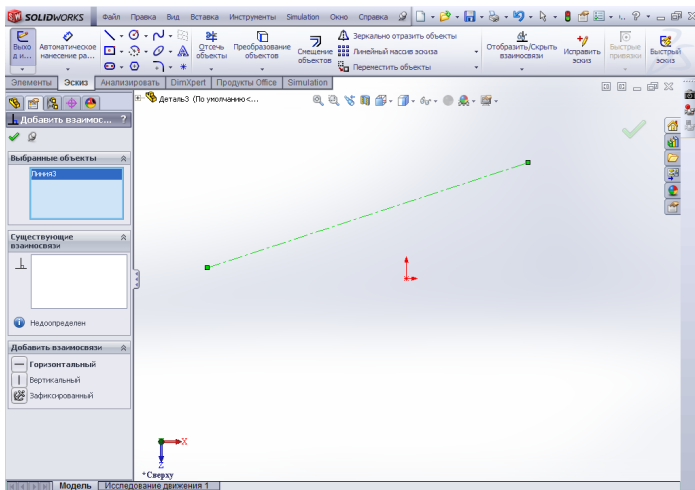 SOLIDWORKS Файл Правка Вид Вставка Инструменты Simulation Окно Справка
Выхо д и... Автоматическое нанесение ра... Отсечь объекты Преобразование объектов Смещение объектов
Зеркально отразить объекты
Линейный массив эскиза
Переместить объекты
Отобразить/Скрыть взаимосвязи Исправить эскиз Быстрые привязки Быстрый эскиз
Элементы Эскиз Анализировать DimXpert Продукты Office Simulation
Деталь3 (По умолчанию<...
Добавить взаимос... ?
Выбранные объекты
Линия3
Существующие взаимосвязи
Недоопределен
Добавить взаимосвязи
Горизонтальный
Вертикальный
Зафиксированный
X
Z
*Сверху
Модель Исследование движения 1